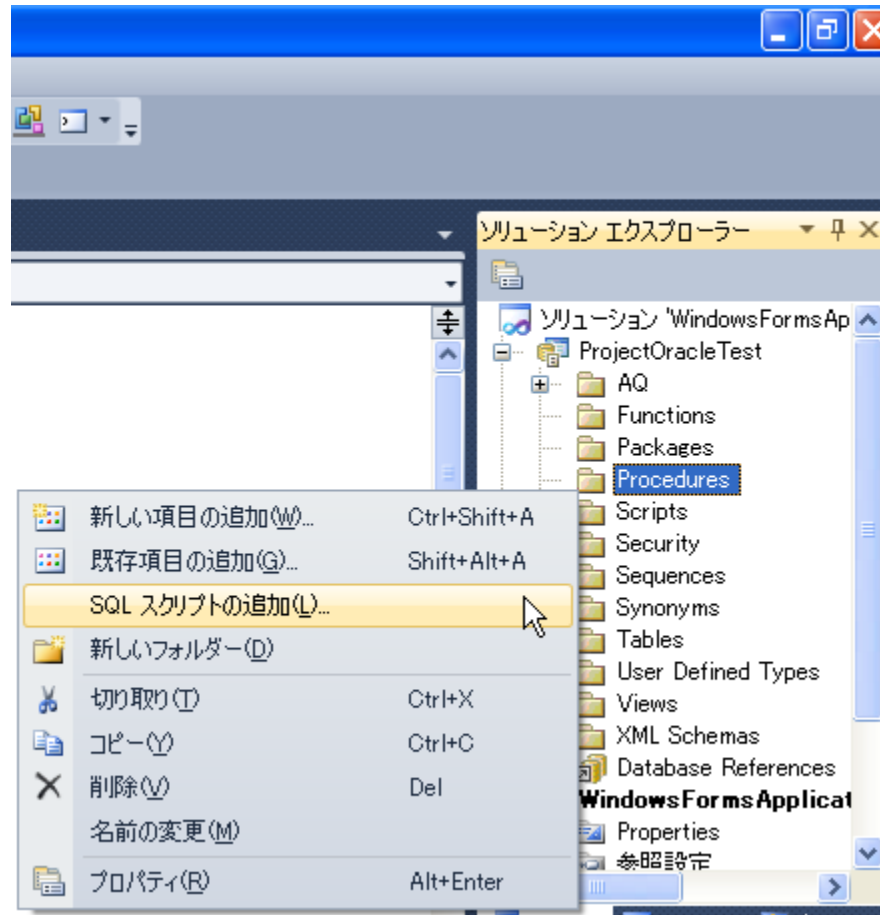 ソリューション エクスプローラー
ソリューション 'WindowsFormsAp
ProjectOracleTest
AQ
Functions
Packages
Procedures
Scripts
Security
Sequences
Synonyms
Tables
User Defined Types
Views
XML Schemas
Database References
WindowsFormsApplicat
Properties
参照設定
新しい項目の追加(W)... Ctrl+Shift+A
既存項目の追加(G)... Shift+Alt+A
SQL スクリプトの追加(L)...
新しいフォルダー(D)
切り取り(T) Ctrl+X
コピー(Y) Ctrl+C
削除(V) Del
名前の変更(M)
プロパティ(R) Alt+Enter